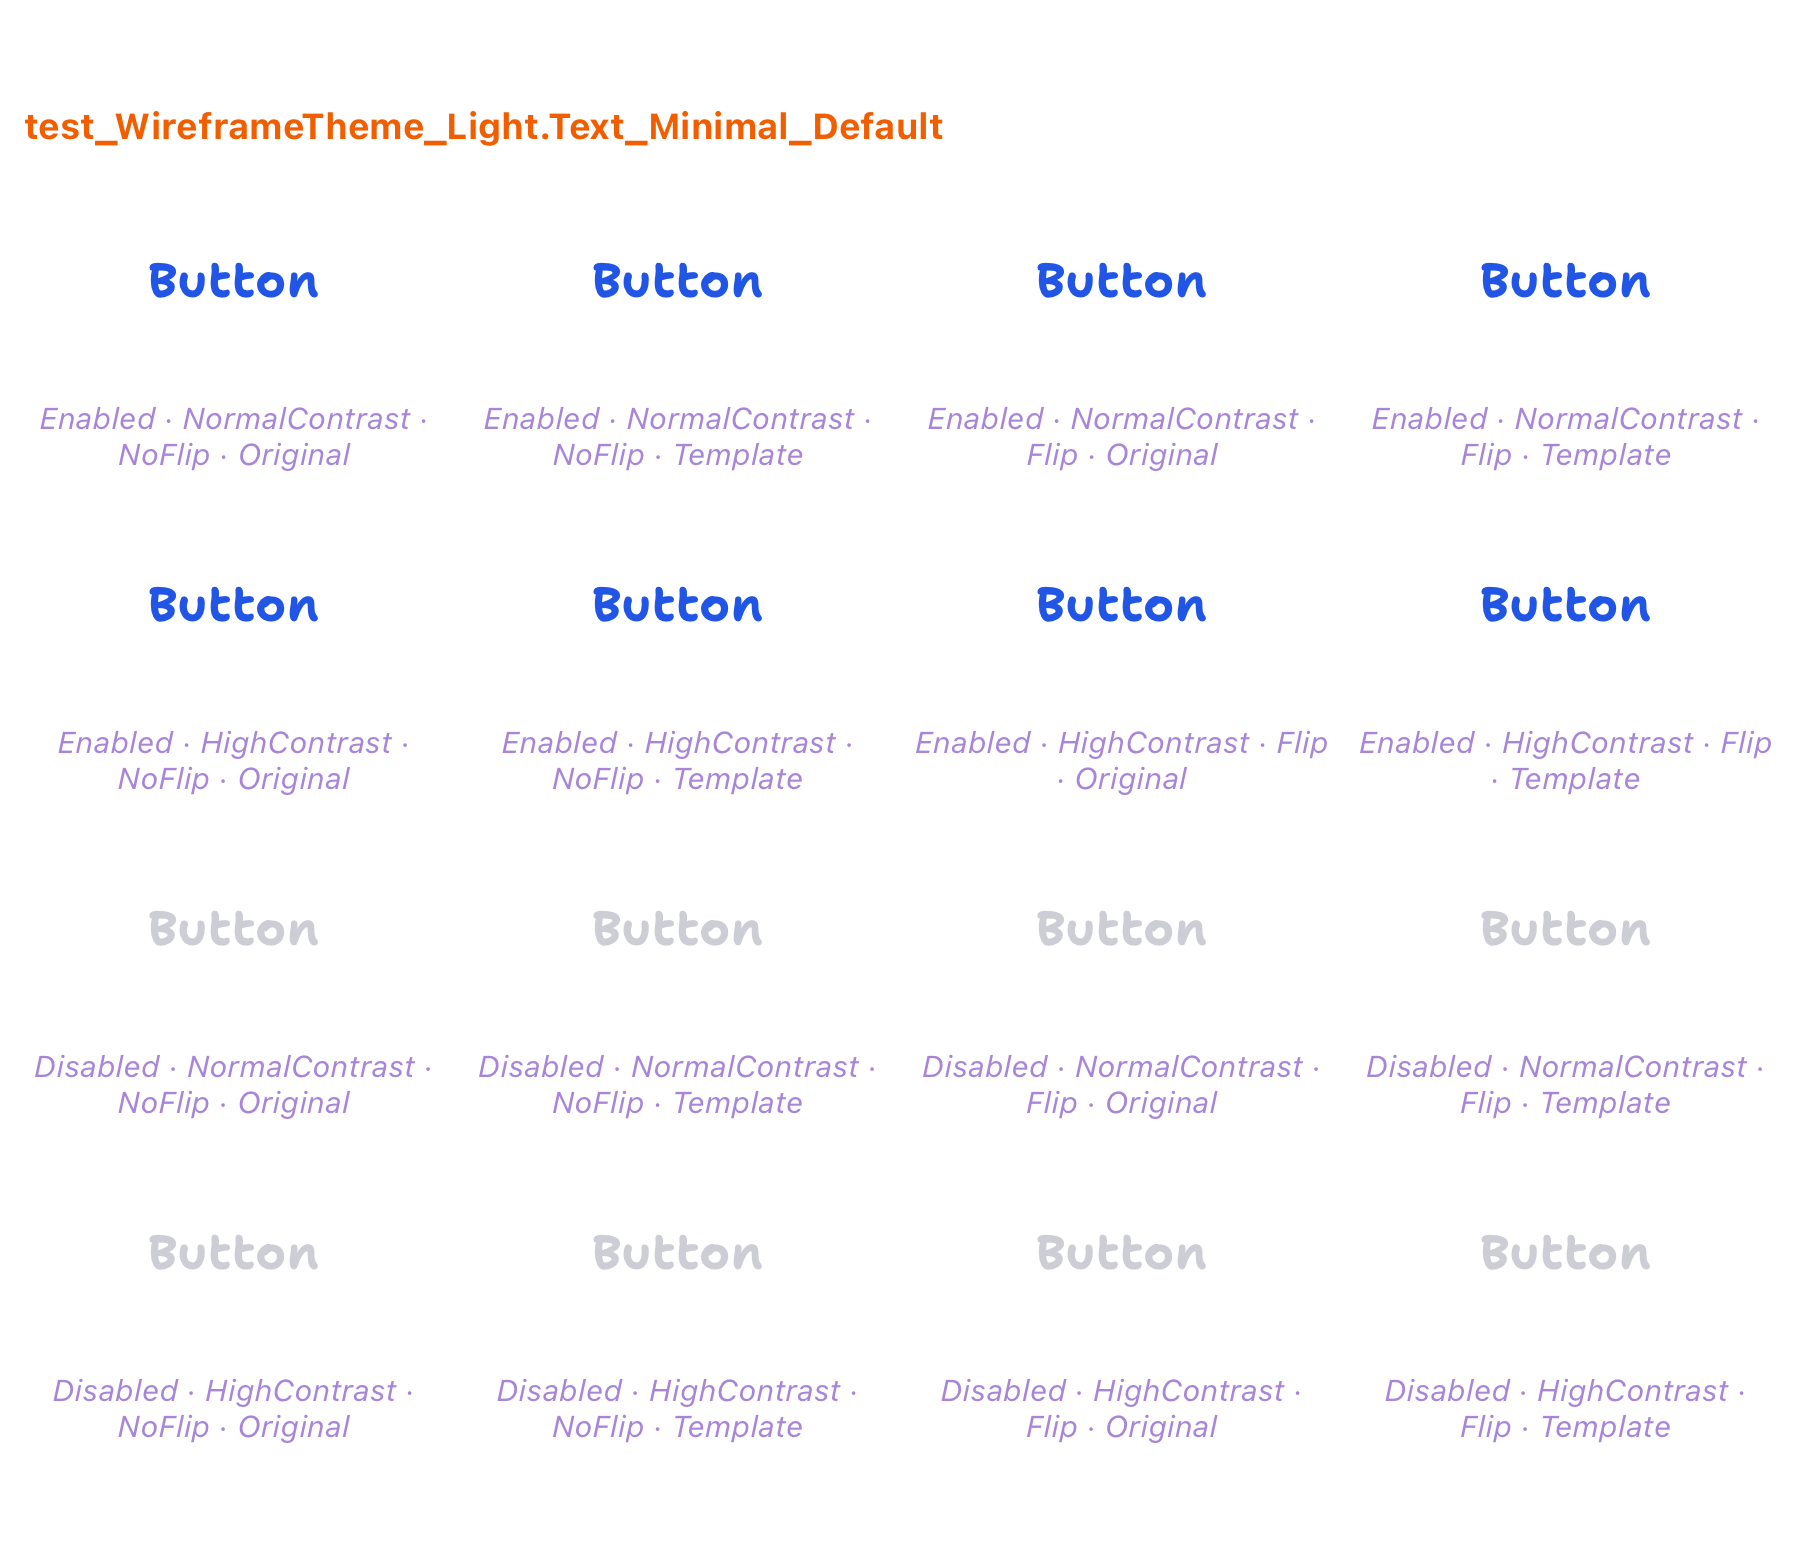 test_WireframeTheme_Light.Text_Minimal_Default
Button Button Button Button
Enabled · NormalContrast · Enabled · NormalContrast · Enabled · NormalContrast · Enabled · NormalContrast ·
NoFlip · Original NoFlip · Template Flip · Original Flip · Template
Button Button Button Button
Enabled · HighContrast · Enabled · HighContrast · Enabled · HighContrast · Flip Enabled · HighContrast · Flip
NoFlip · Original NoFlip · Template · Original · Template
Button Button Button Button
Disabled · NormalContrast · Disabled · NormalContrast · Disabled · NormalContrast · Disabled · NormalContrast ·
NoFlip · Original NoFlip · Template Flip · Original Flip · Template
Button Button Button Button
Disabled · HighContrast · Disabled · HighContrast · Disabled · HighContrast · Disabled · HighContrast ·
NoFlip · Original NoFlip · Template Flip · Original Flip · Template